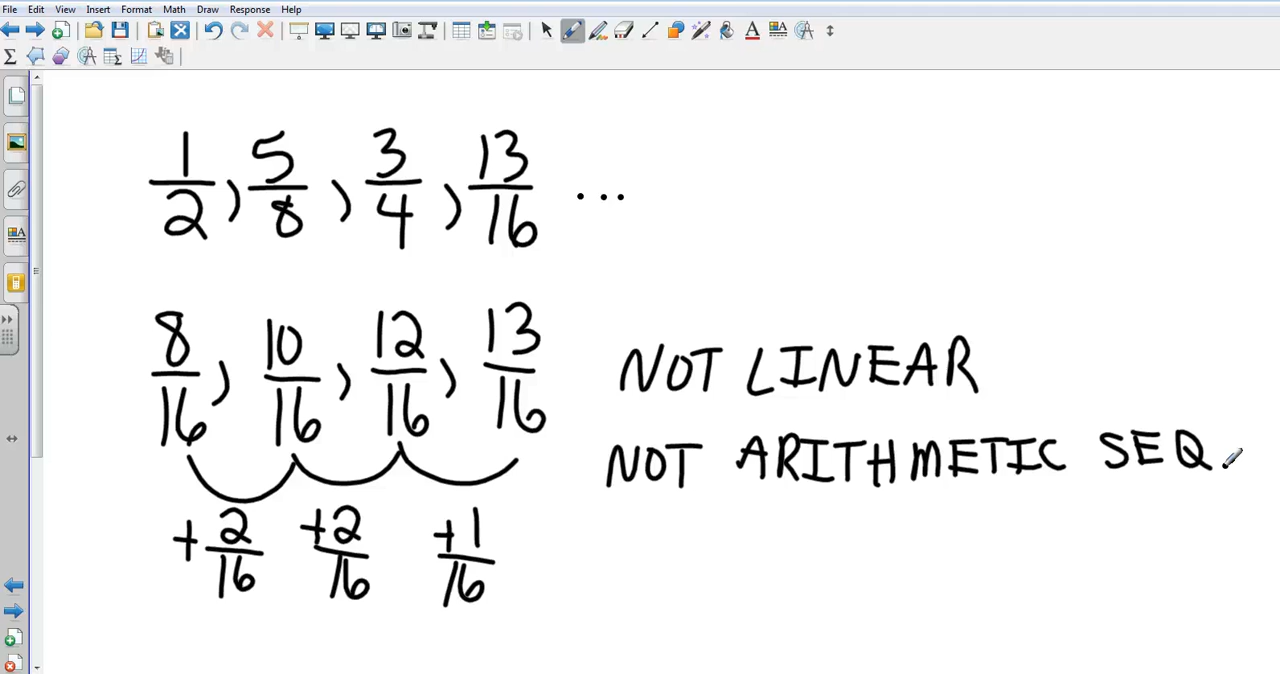 File Edit View Insert Format Math Draw Response Help
1/2, 5/8, 3/4, 13/16 ...
8/16, 10/16, 12/16, 13/16
NOT LINEAR
NOT ARITHMETIC SEQ
+2/16 +2/16 +1/16